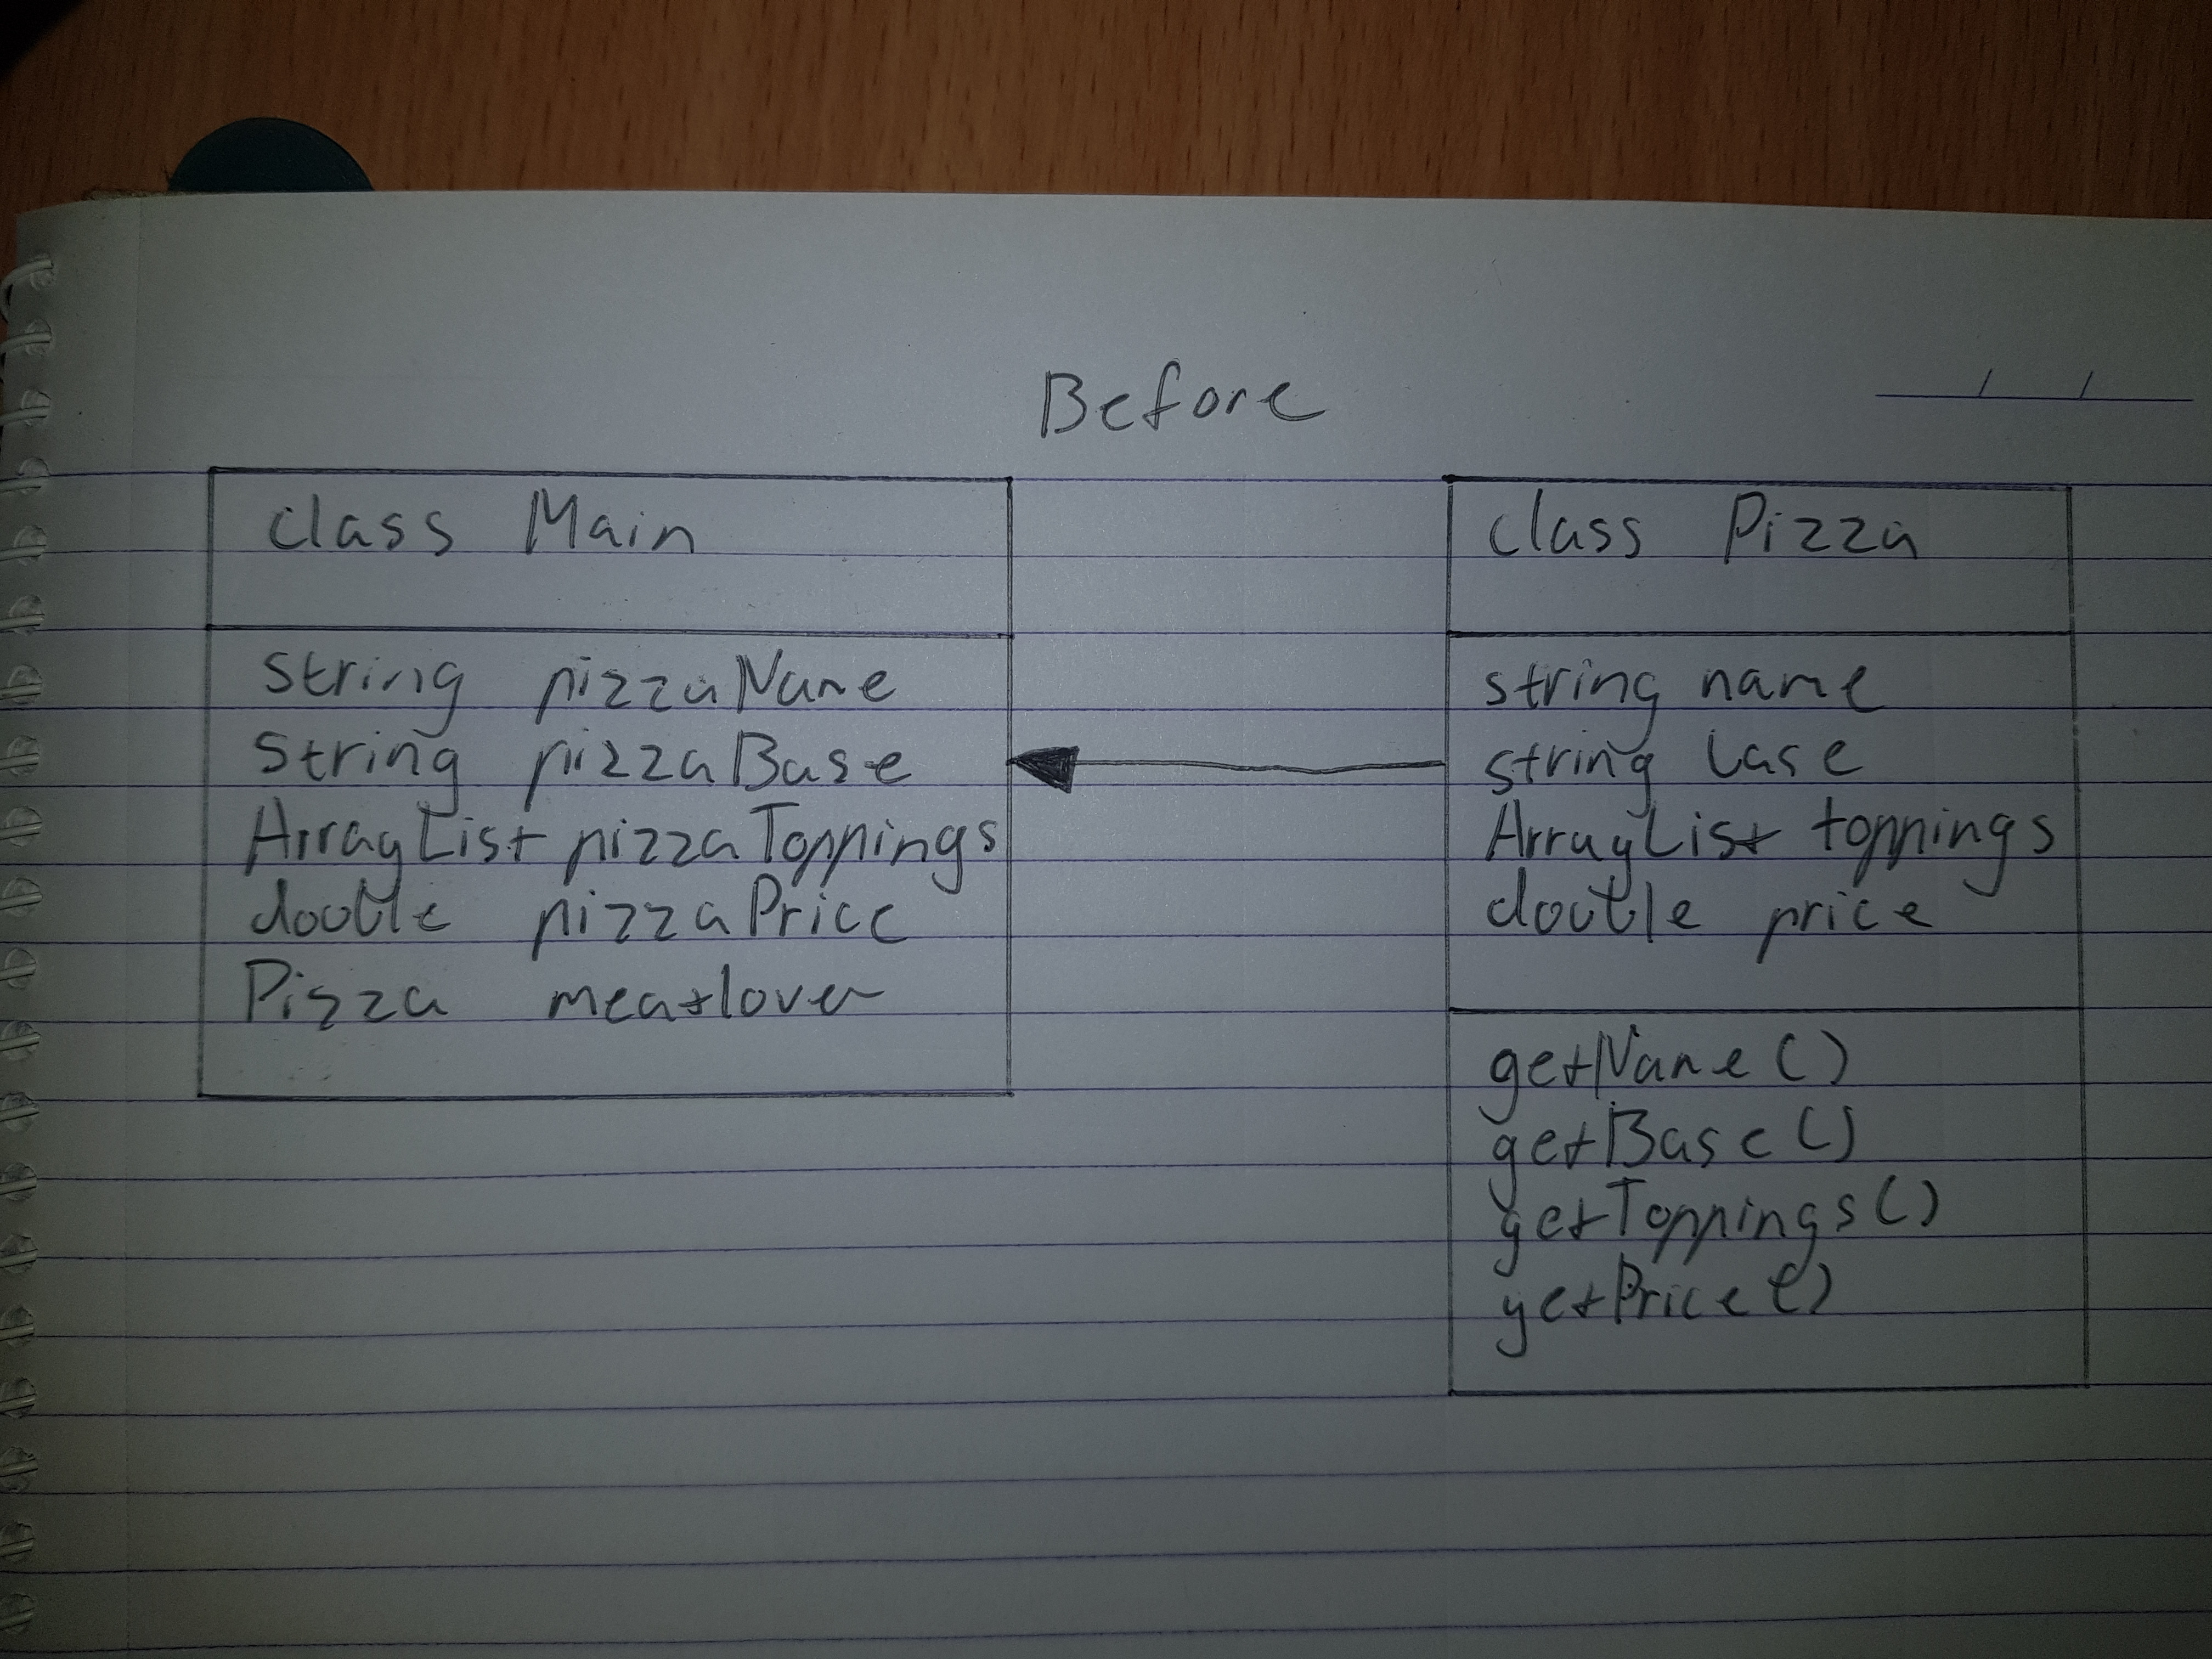 Before
class Main
String pizzaName
String pizzaBase
ArrayList pizzaToppings
double pizzaPrice
Pizza meatlover
class Pizza
string name
string base
ArrayList toppings
double price
getName()
getBase()
getToppings()
getPrice()